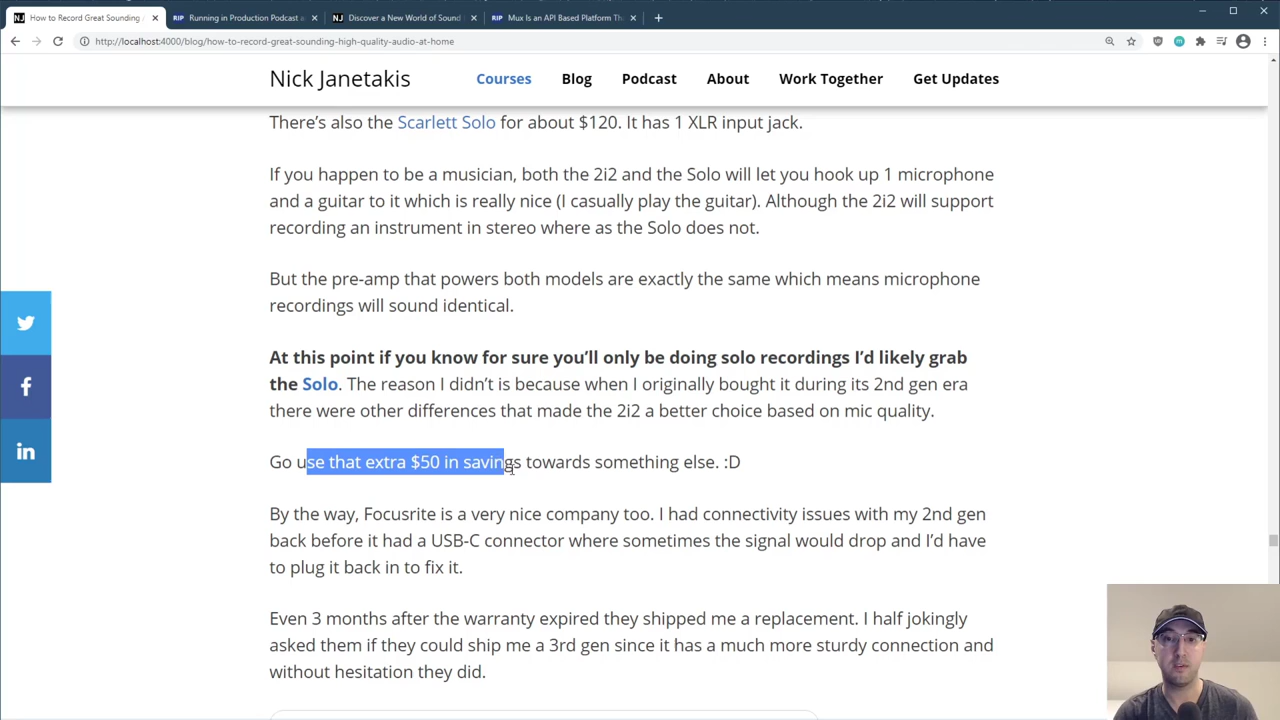 How to Record Great Sounding
Running in Production Podcast a
Discover a New World of Sound
Mux Is an API Based Platform Th
http://localhost:4000/blog/how-to-record-great-sounding-high-quality-audio-at-home
Nick Janetakis
Courses
Blog
Podcast
About
Work Together
Get Updates
There's also the Scarlett Solo for about $120. It has 1 XLR input jack.
If you happen to be a musician, both the 2i2 and the Solo will let you hook up 1 microphone
and a guitar to it which is really nice (I casually play the guitar). Although the 2i2 will support
recording an instrument in stereo where as the Solo does not.
But the pre-amp that powers both models are exactly the same which means microphone
recordings will sound identical.
At this point if you know for sure you'll only be doing solo recordings I'd likely grab
the Solo. The reason I didn't is because when I originally bought it during its 2nd gen era
there were other differences that made the 2i2 a better choice based on mic quality.
Go use that extra $50 in savings towards something else. :D
By the way, Focusrite is a very nice company too. I had connectivity issues with my 2nd gen
back before it had a USB-C connector where sometimes the signal would drop and I'd have
to plug it back in to fix it.
Even 3 months after the warranty expired they shipped me a replacement. I half jokingly
asked them if they could ship me a 3rd gen since it has a much more sturdy connection and
without hesitation they did.